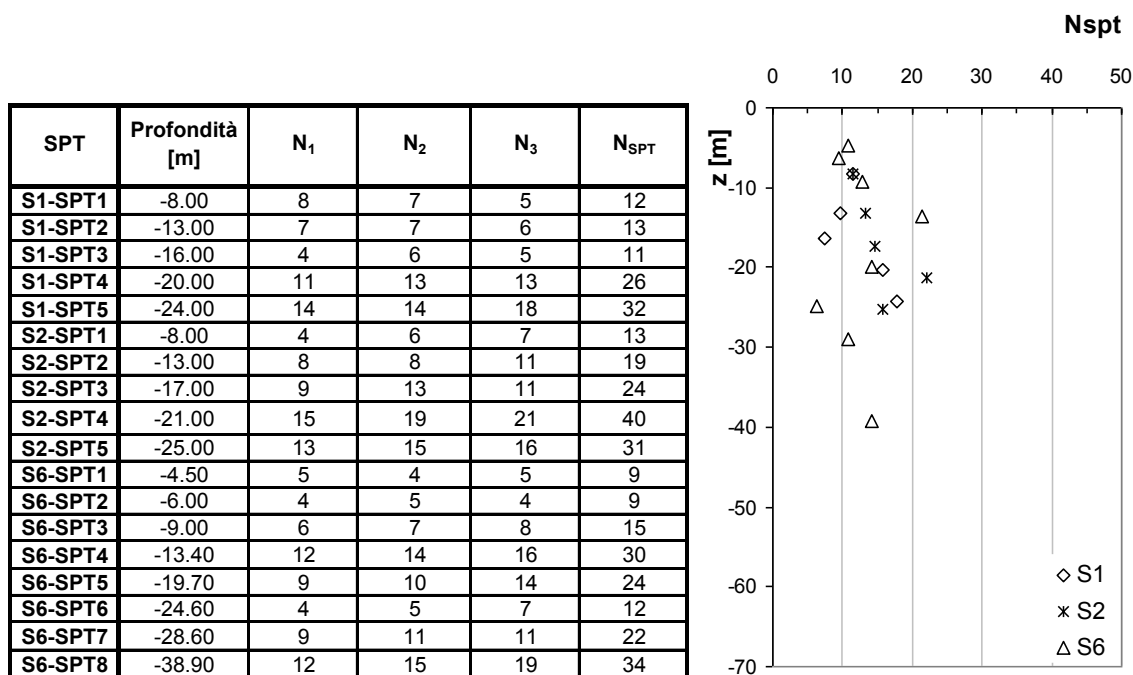 SPT Profondità [m] N1 N2 N3 NSPT
S1-SPT1 -8.00 8 7 5 12
S1-SPT2 -13.00 7 7 6 13
S1-SPT3 -16.00 4 6 5 11
S1-SPT4 -20.00 11 13 13 26
S1-SPT5 -24.00 14 14 18 32
S2-SPT1 -8.00 4 6 7 13
S2-SPT2 -13.00 8 8 11 19
S2-SPT3 -17.00 9 13 11 24
S2-SPT4 -21.00 15 19 21 40
S2-SPT5 -25.00 13 15 16 31
S6-SPT1 -4.50 5 4 5 9
S6-SPT2 -6.00 4 5 4 9
S6-SPT3 -9.00 6 7 8 15
S6-SPT4 -13.40 12 14 16 30
S6-SPT5 -19.70 9 10 14 24
S6-SPT6 -24.60 4 5 7 12
S6-SPT7 -28.60 9 11 11 22
S6-SPT8 -38.90 12 15 19 34
Nspt
0 10 20 30 40 50
z [m]
0
-10
-20
-30
-40
-50
-60
-70
S1
S2
S6